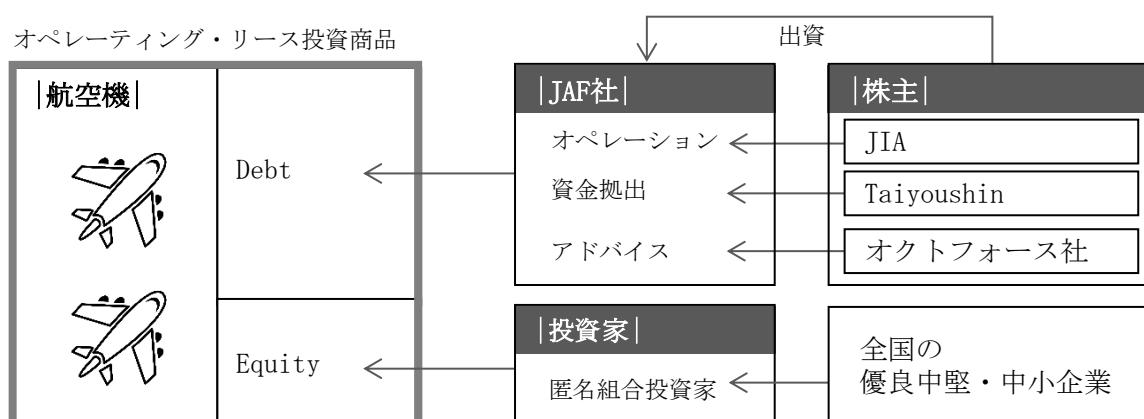 出資
オペレーティング・リース投資商品
|航空機|
Debt
Equity
|JAF社|
オペレーション
資金拠出
アドバイス
|株主|
JIA
Taiyoushin
オクトフォース社
|投資家|
匿名組合投資家
全国の
優良中堅・中小企業